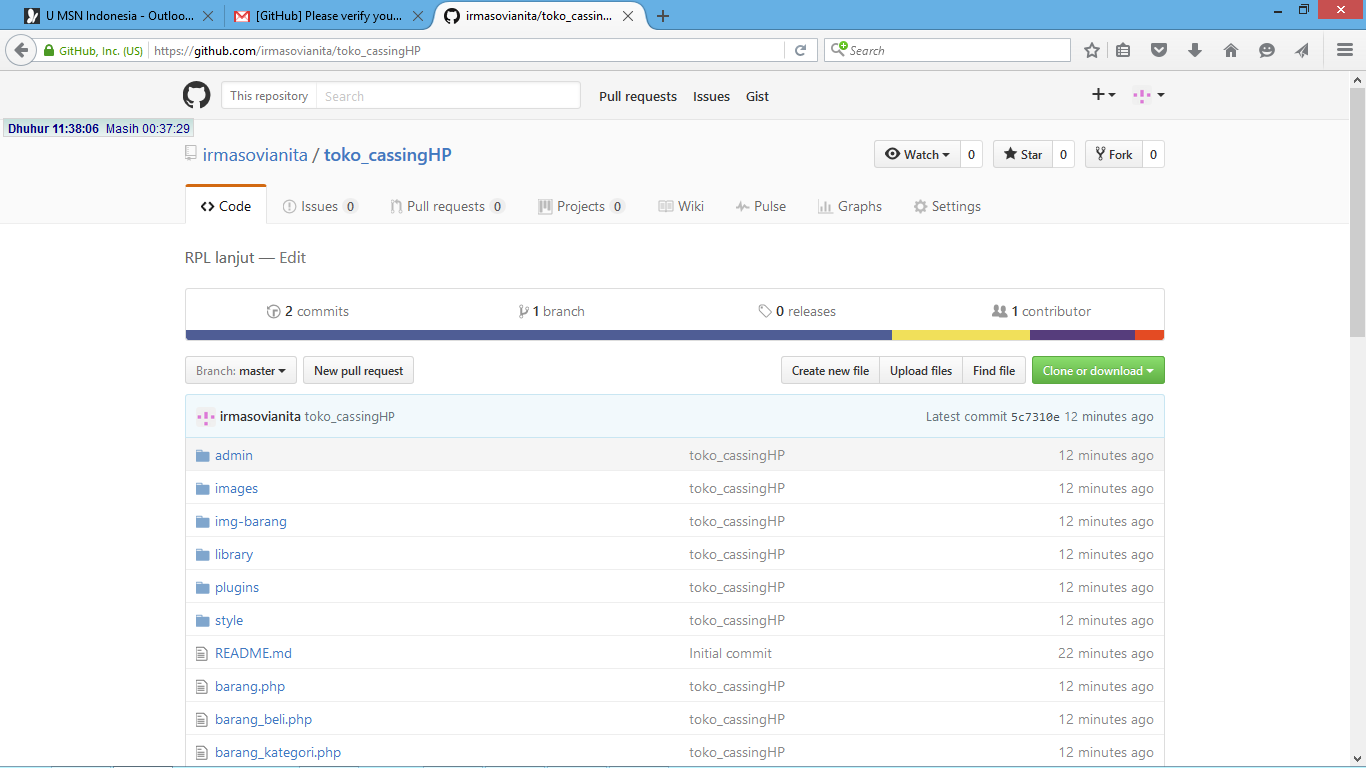 U MSN Indonesia - Outloo...
[GitHub] Please verify you...
irmasovianita/toko_cassin...
GitHub, Inc. (US)
https://github.com/irmasovianita/toko_cassingHP
Search
This repository
Search
Pull requests
Issues
Gist
Dhuhur 11:38:06 Masih 00:37:29
irmasovianita / toko_cassingHP
Watch 0
Star 0
Fork 0
Code
Issues 0
Pull requests 0
Projects 0
Wiki
Pulse
Graphs
Settings
RPL lanjut — Edit
2 commits
1 branch
0 releases
1 contributor
Branch: master
New pull request
Create new file
Upload files
Find file
Clone or download
irmasovianita toko_cassingHP
Latest commit 5c7310e 12 minutes ago
admin toko_cassingHP 12 minutes ago
images toko_cassingHP 12 minutes ago
img-barang toko_cassingHP 12 minutes ago
library toko_cassingHP 12 minutes ago
plugins toko_cassingHP 12 minutes ago
style toko_cassingHP 12 minutes ago
README.md Initial commit 22 minutes ago
barang.php toko_cassingHP 12 minutes ago
barang_beli.php toko_cassingHP 12 minutes ago
barang_kategori.php toko_cassingHP 12 minutes ago